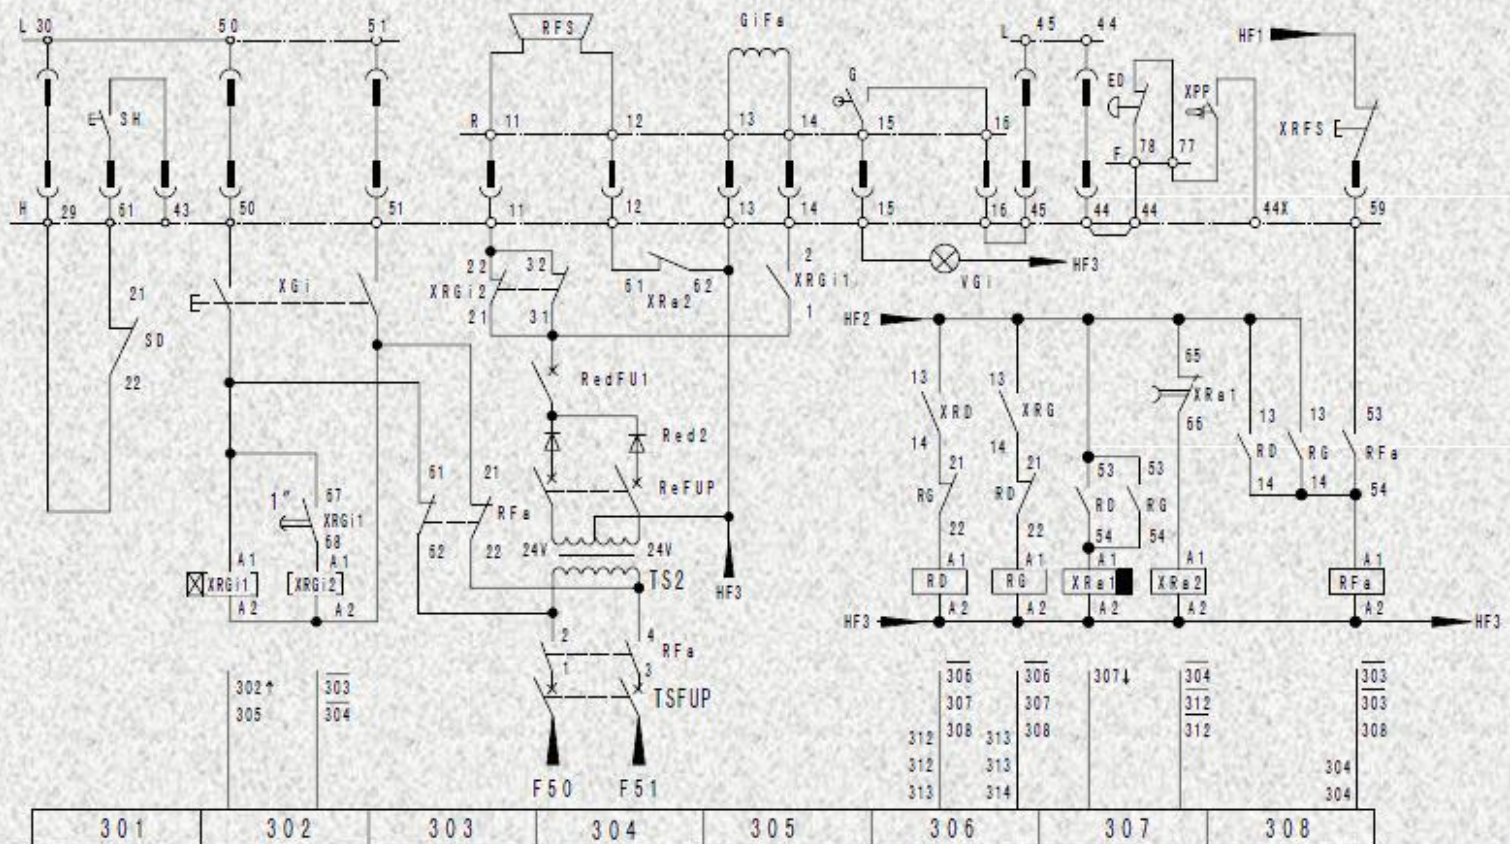 L 30 50 51 RFS GiFa L 45 44 HF1
SH R 11 12 13 14 G 15 16 ED XPP XRFS
F 78 77
H 29 61 43 50 51 11 12 13 14 15 16 45 44 44 44X 59
XGi 22 32 XRGi2 21 31 61 62 XRa2 2 XRGi1 1 VGi HF3
21 SD 22
HF2
RedFU1
13 XRD 14 13 XRG 14 65 XRa1 66
Red2
13 RD 14 13 RG 14 53 RFa 54
ReFUP
1" 67 XRGi1 68
61 62 21 RFa 22
21 RG 22 21 RD 22 53 RD 54 53 RG 54
24V 24V
TS2
HF3
A1 XRGi1 A2
A1 XRGi2 A2
A1 RD A2
A1 RG A2
A1 XRa1 A2
A1 XRa2 A2
A1 RFa A2
HF3 HF3
2 4 RFa
1 3
TSFUP
F50 F51
302↑
305
303
304
306
307
308
312
312
313
306
307
308
313
313
314
307↓
304
312
312
303
303
308
304
304
301 302 303 304 305 306 307 308